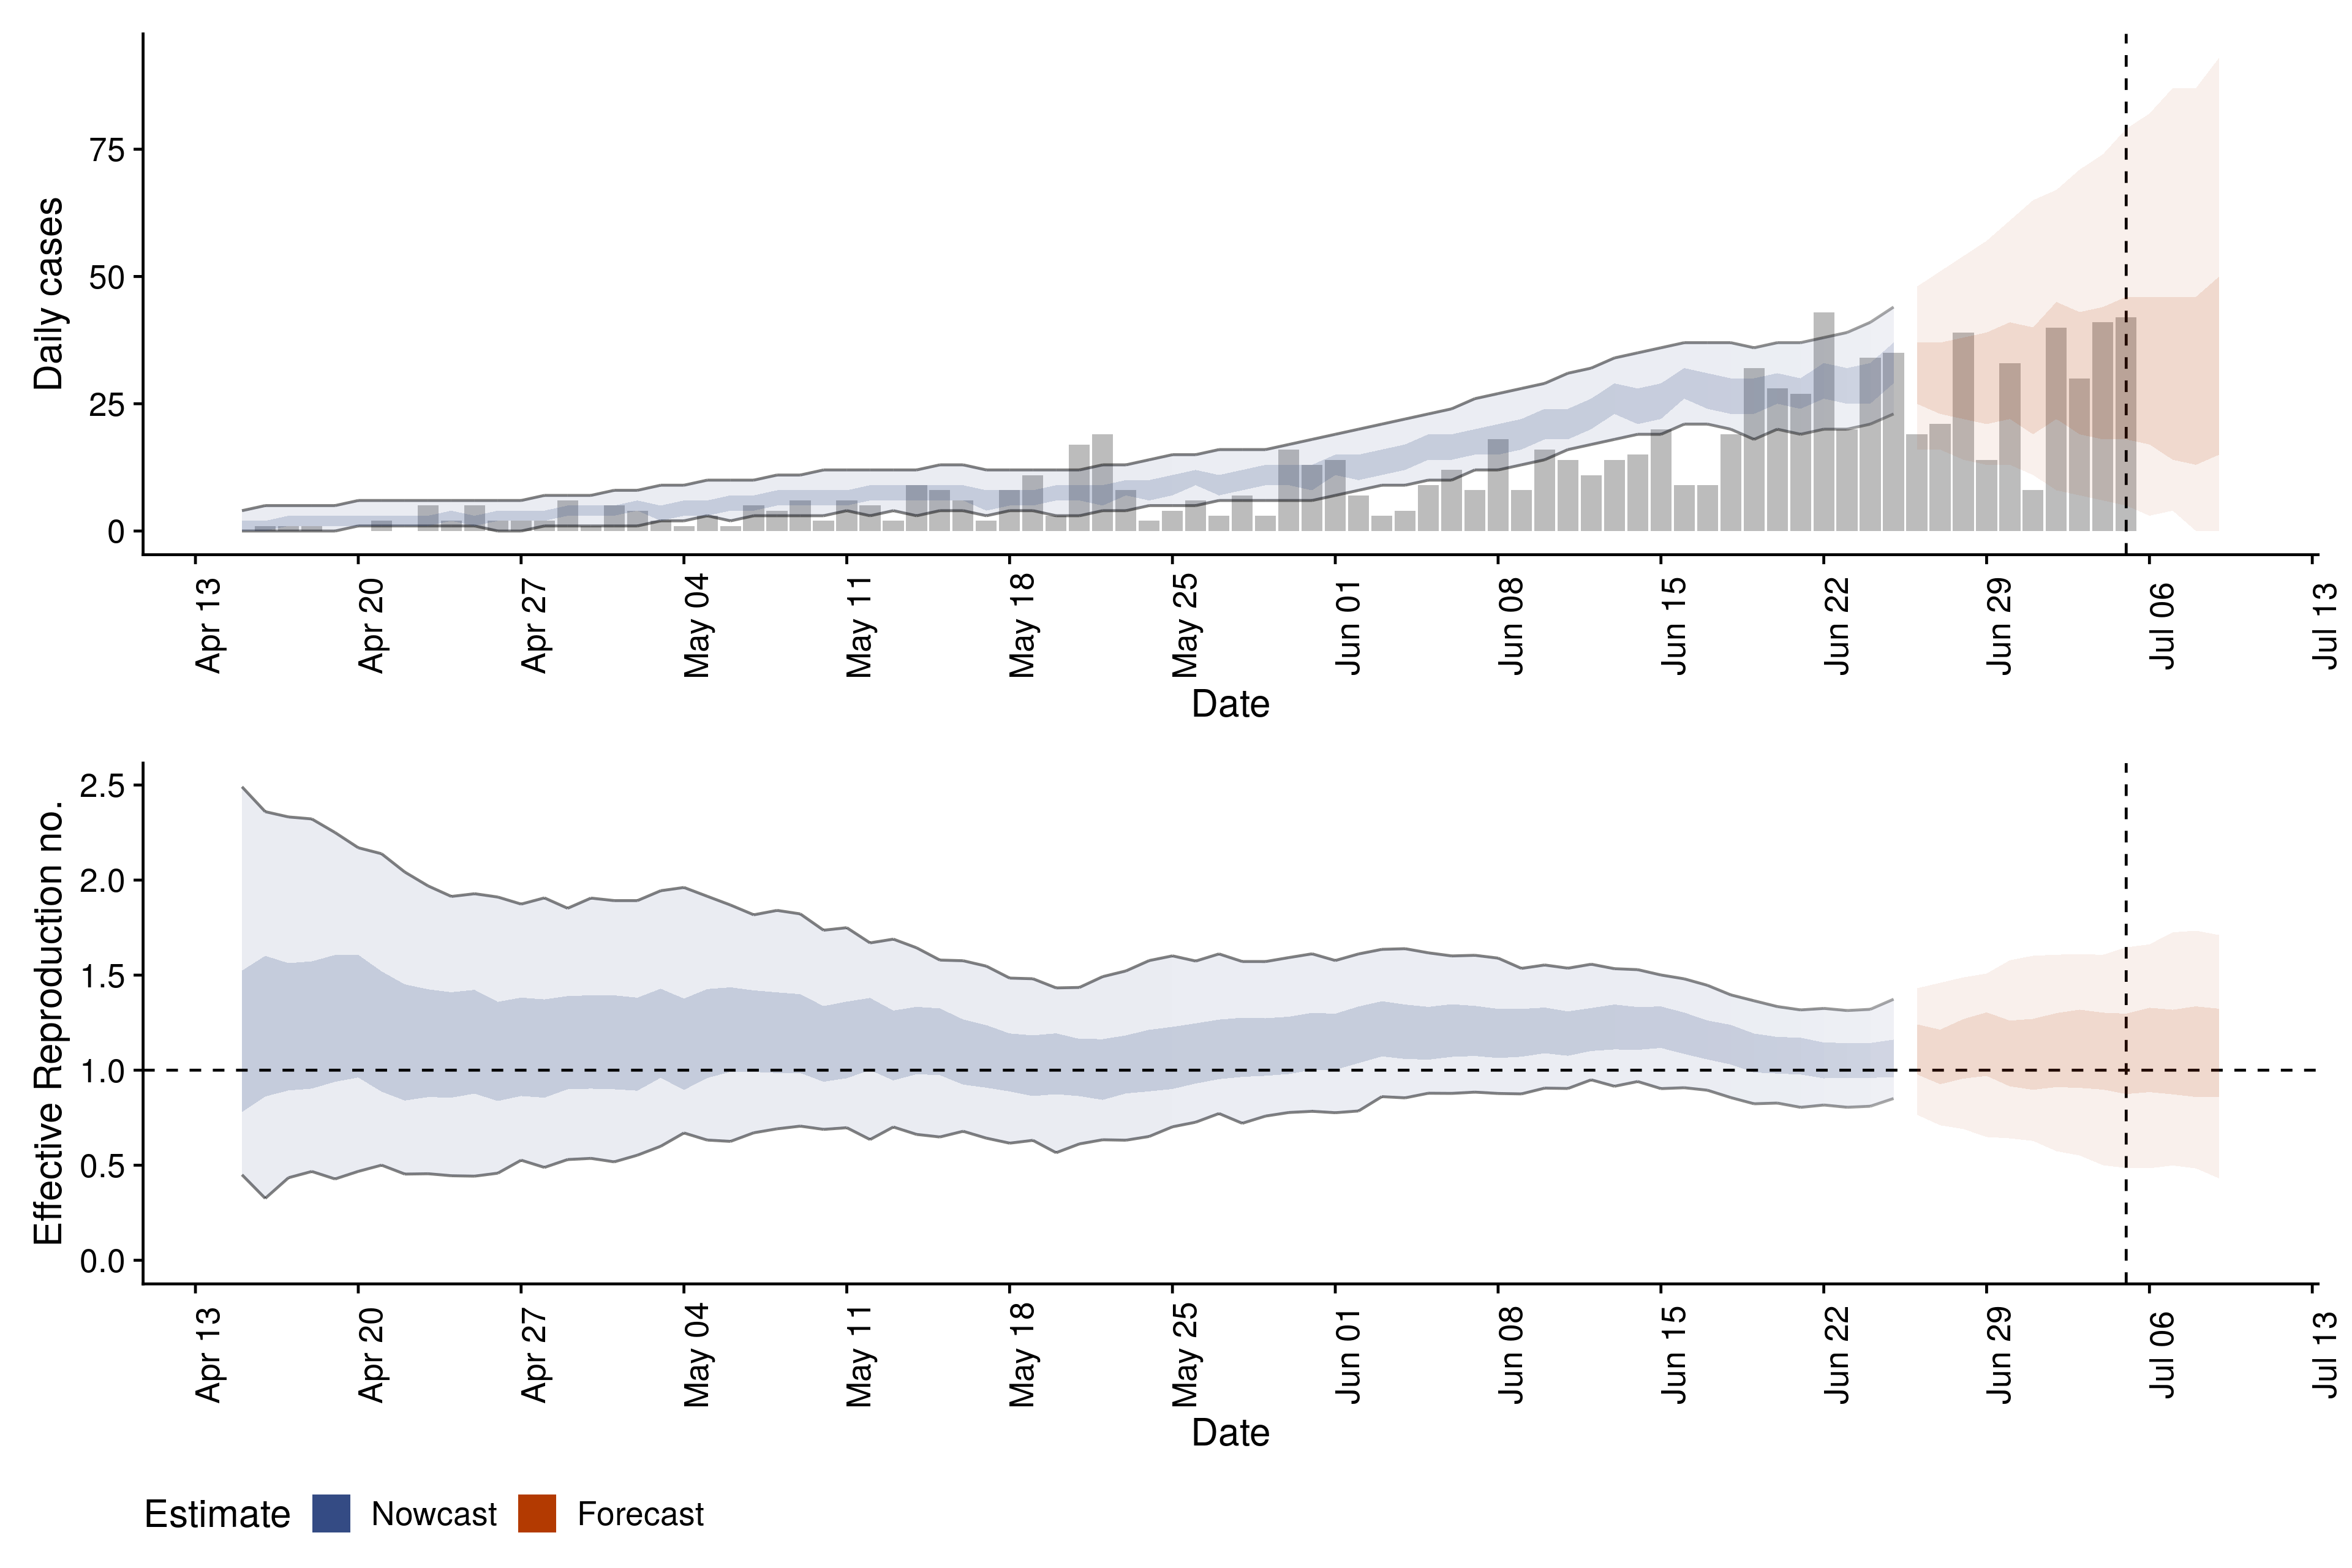 Daily cases
75
50
25
0
Apr 13
Apr 20
Apr 27
May 04
May 11
May 18
May 25
Jun 01
Jun 08
Jun 15
Jun 22
Jun 29
Jul 06
Jul 13
Date
Effective Reproduction no.
2.5
2.0
1.5
1.0
0.5
0.0
Apr 13
Apr 20
Apr 27
May 04
May 11
May 18
May 25
Jun 01
Jun 08
Jun 15
Jun 22
Jun 29
Jul 06
Jul 13
Date
Estimate Nowcast Forecast